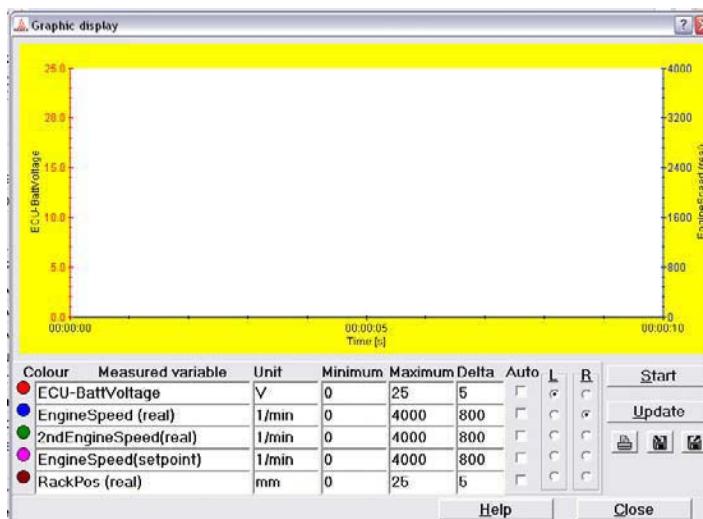 Graphic display
ECU-BattVoltage
25.0
20.0
15.0
10.0
5.0
0.0
EngineSpeed (real)
4000
3200
2400
1600
800
0
00:00:00 00:00:05 00:00:10
Time [s]
Colour Measured variable Unit Minimum Maximum Delta Auto L R
ECU-BattVoltage V 0 25 5
EngineSpeed (real) 1/min 0 4000 800
2ndEngineSpeed(real) 1/min 0 4000 800
EngineSpeed(setpoint) 1/min 0 4000 800
RackPos (real) mm 0 25 5
Start
Update
Help Close